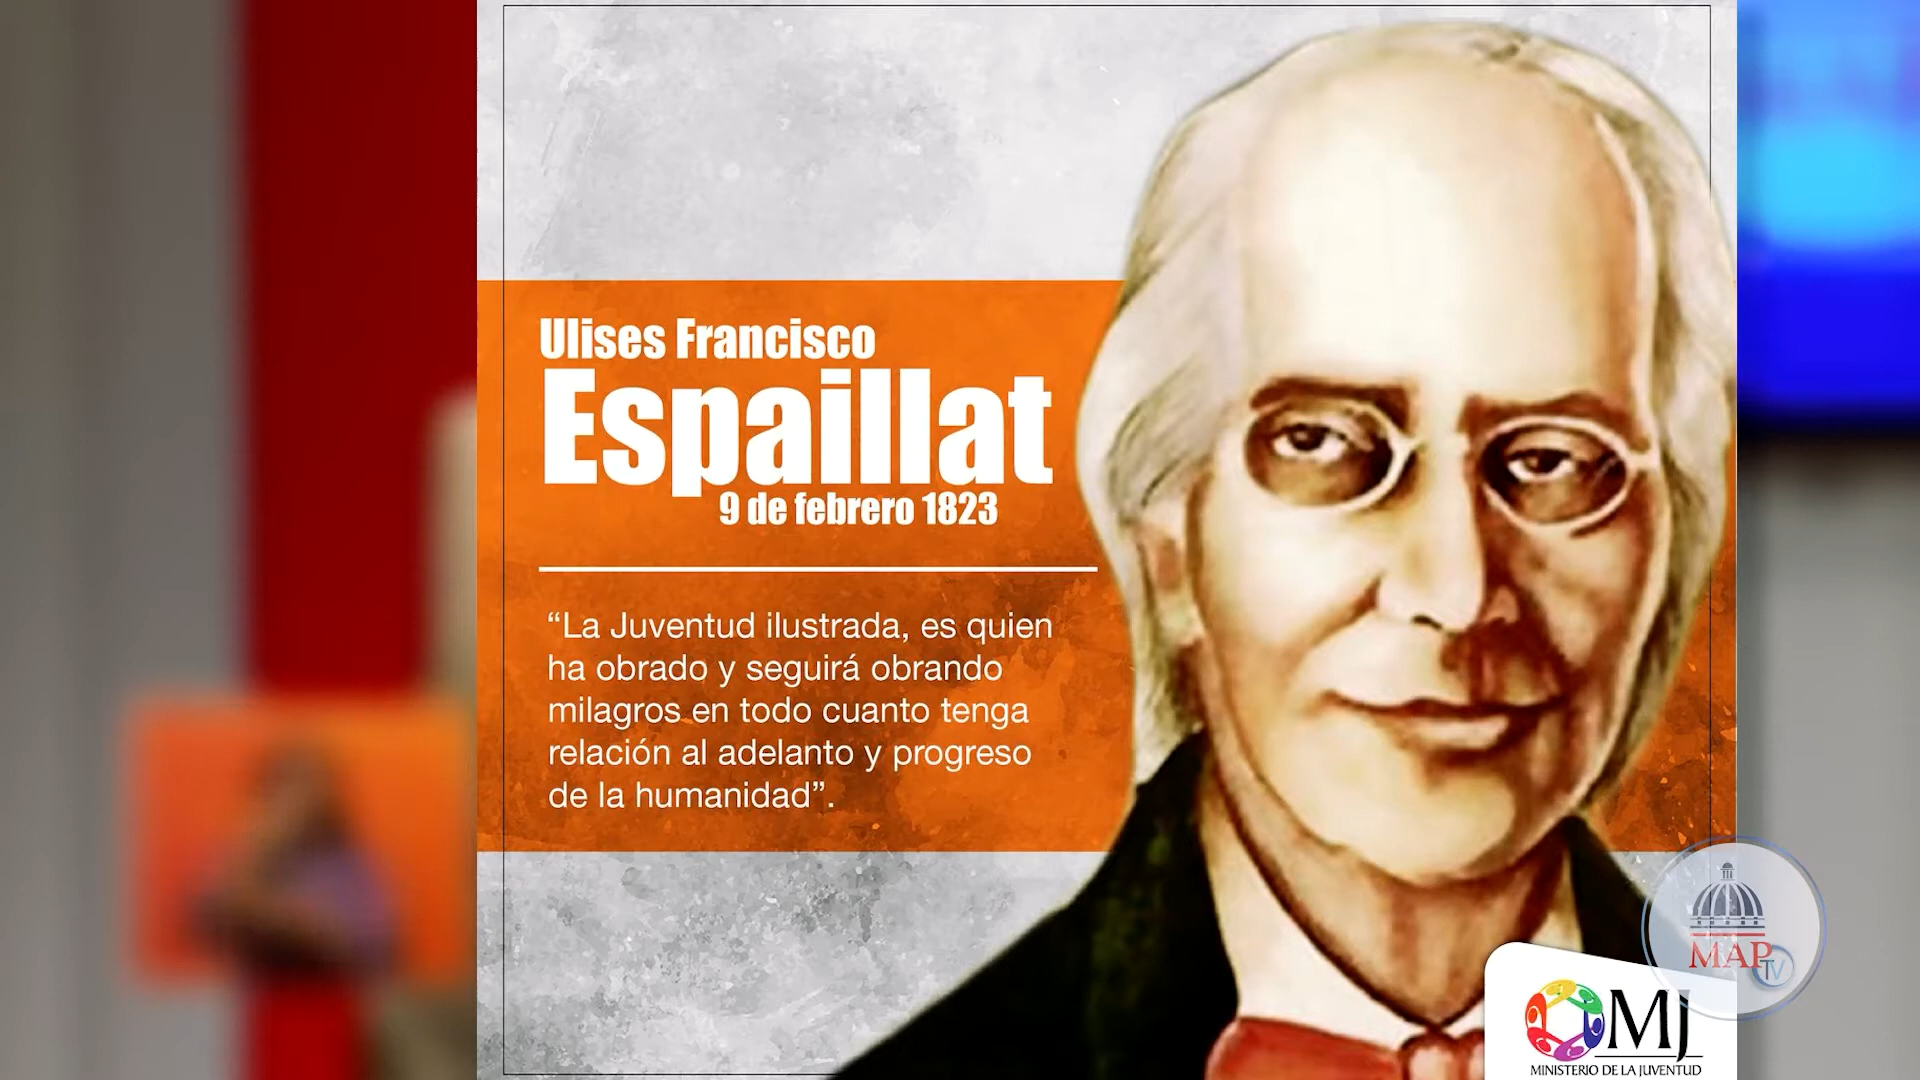 Ulises Francisco
Espaillat
9 de febrero 1823
“La Juventud ilustrada, es quien
ha obrado y seguirá obrando
milagros en todo cuanto tenga
relación al adelanto y progreso
de la humanidad”.
MAP
TV
MJ
MINISTERIO DE LA JUVENTUD